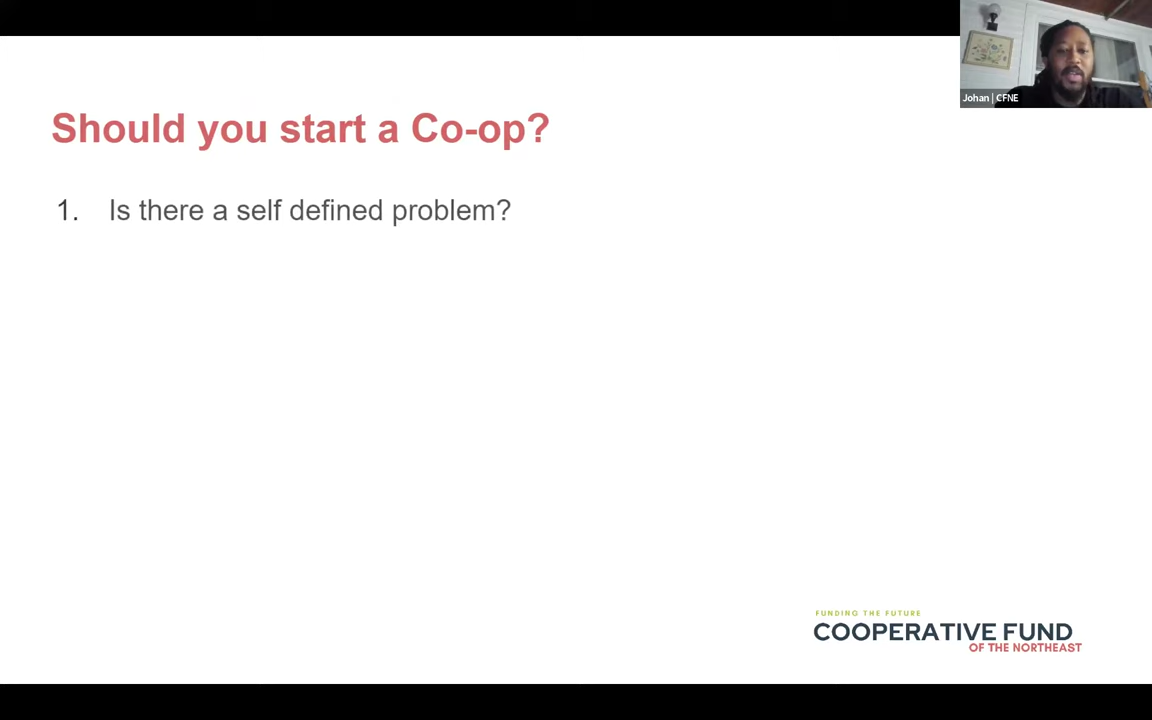 Johan | CFNE
Should you start a Co-op?
1. Is there a self defined problem?
FUNDING THE FUTURE
COOPERATIVE FUND
OF THE NORTHEAST